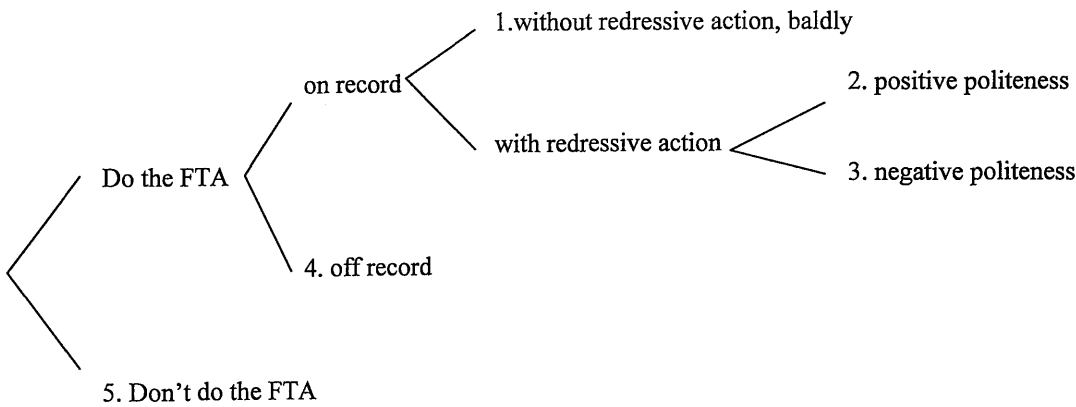 1.without redressive action, baldly
on record
2. positive politeness
with redressive action
Do the FTA
3. negative politeness
4. off record
5. Don't do the FTA